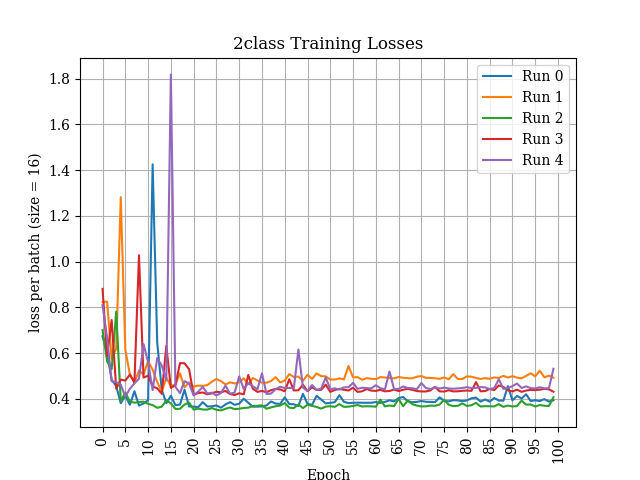 2class Training Losses
loss per batch (size = 16)
1.8
1.6
1.4
1.2
1.0
0.8
0.6
0.4
Run 0
Run 1
Run 2
Run 3
Run 4
0 5 10 15 20 25 30 35 40 45 50 55 60 65 70 75 80 85 90 95 100
Epoch